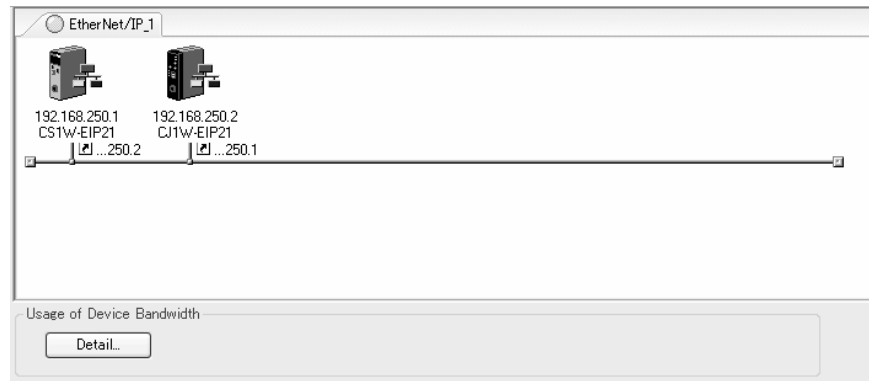 EtherNet/IP_1
192.168.250.1 192.168.250.2
CS1W-EIP21 CJ1W-EIP21
...250.2 ...250.1
Usage of Device Bandwidth
Detail...